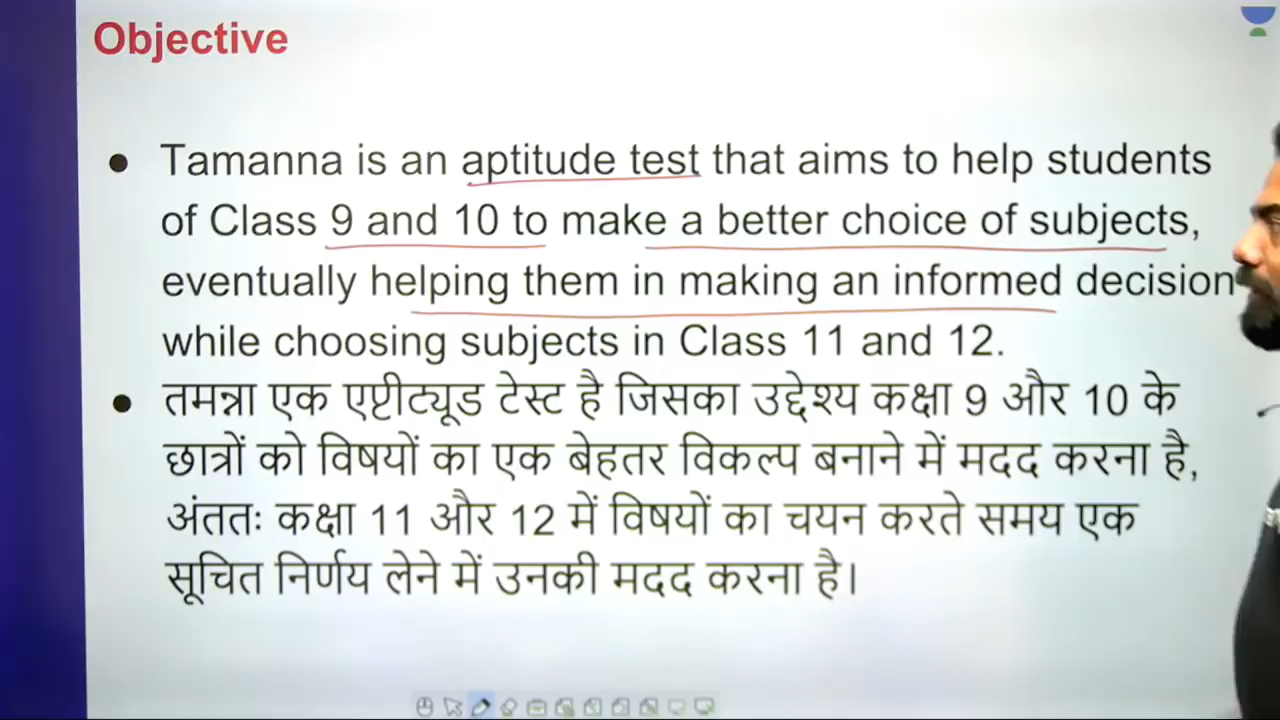 Objective
Tamanna is an aptitude test that aims to help students
of Class 9 and 10 to make a better choice of subjects,
eventually helping them in making an informed decision
while choosing subjects in Class 11 and 12.
तमन्ना एक एप्टीट्यूड टेस्ट है जिसका उद्देश्य कक्षा 9 और 10 के
छात्रों को विषयों का एक बेहतर विकल्प बनाने में मदद करना है,
अंततः कक्षा 11 और 12 में विषयों का चयन करते समय एक
सूचित निर्णय लेने में उनकी मदद करना है।